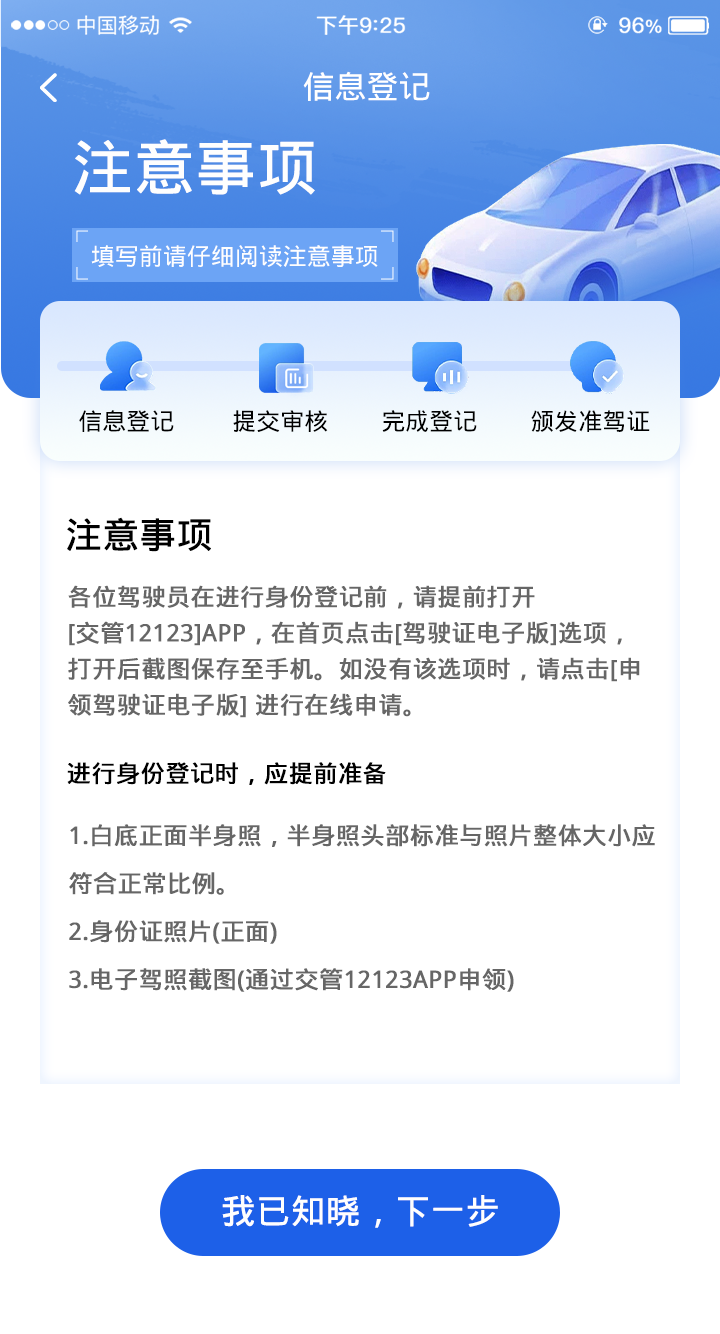 中国移动 下午9:25 96%
信息登记
注意事项
填写前请仔细阅读注意事项
信息登记 提交审核 完成登记 颁发准驾证
注意事项
各位驾驶员在进行身份登记前，请提前打开
[交管12123]APP，在首页点击[驾驶证电子版]选项，
打开后截图保存至手机。如没有该选项时，请点击[申
领驾驶证电子版] 进行在线申请。
进行身份登记时，应提前准备
1.白底正面半身照，半身照头部标准与照片整体大小应
符合正常比例。
2.身份证照片(正面)
3.电子驾照截图(通过交管12123APP申领)
我已知晓，下一步